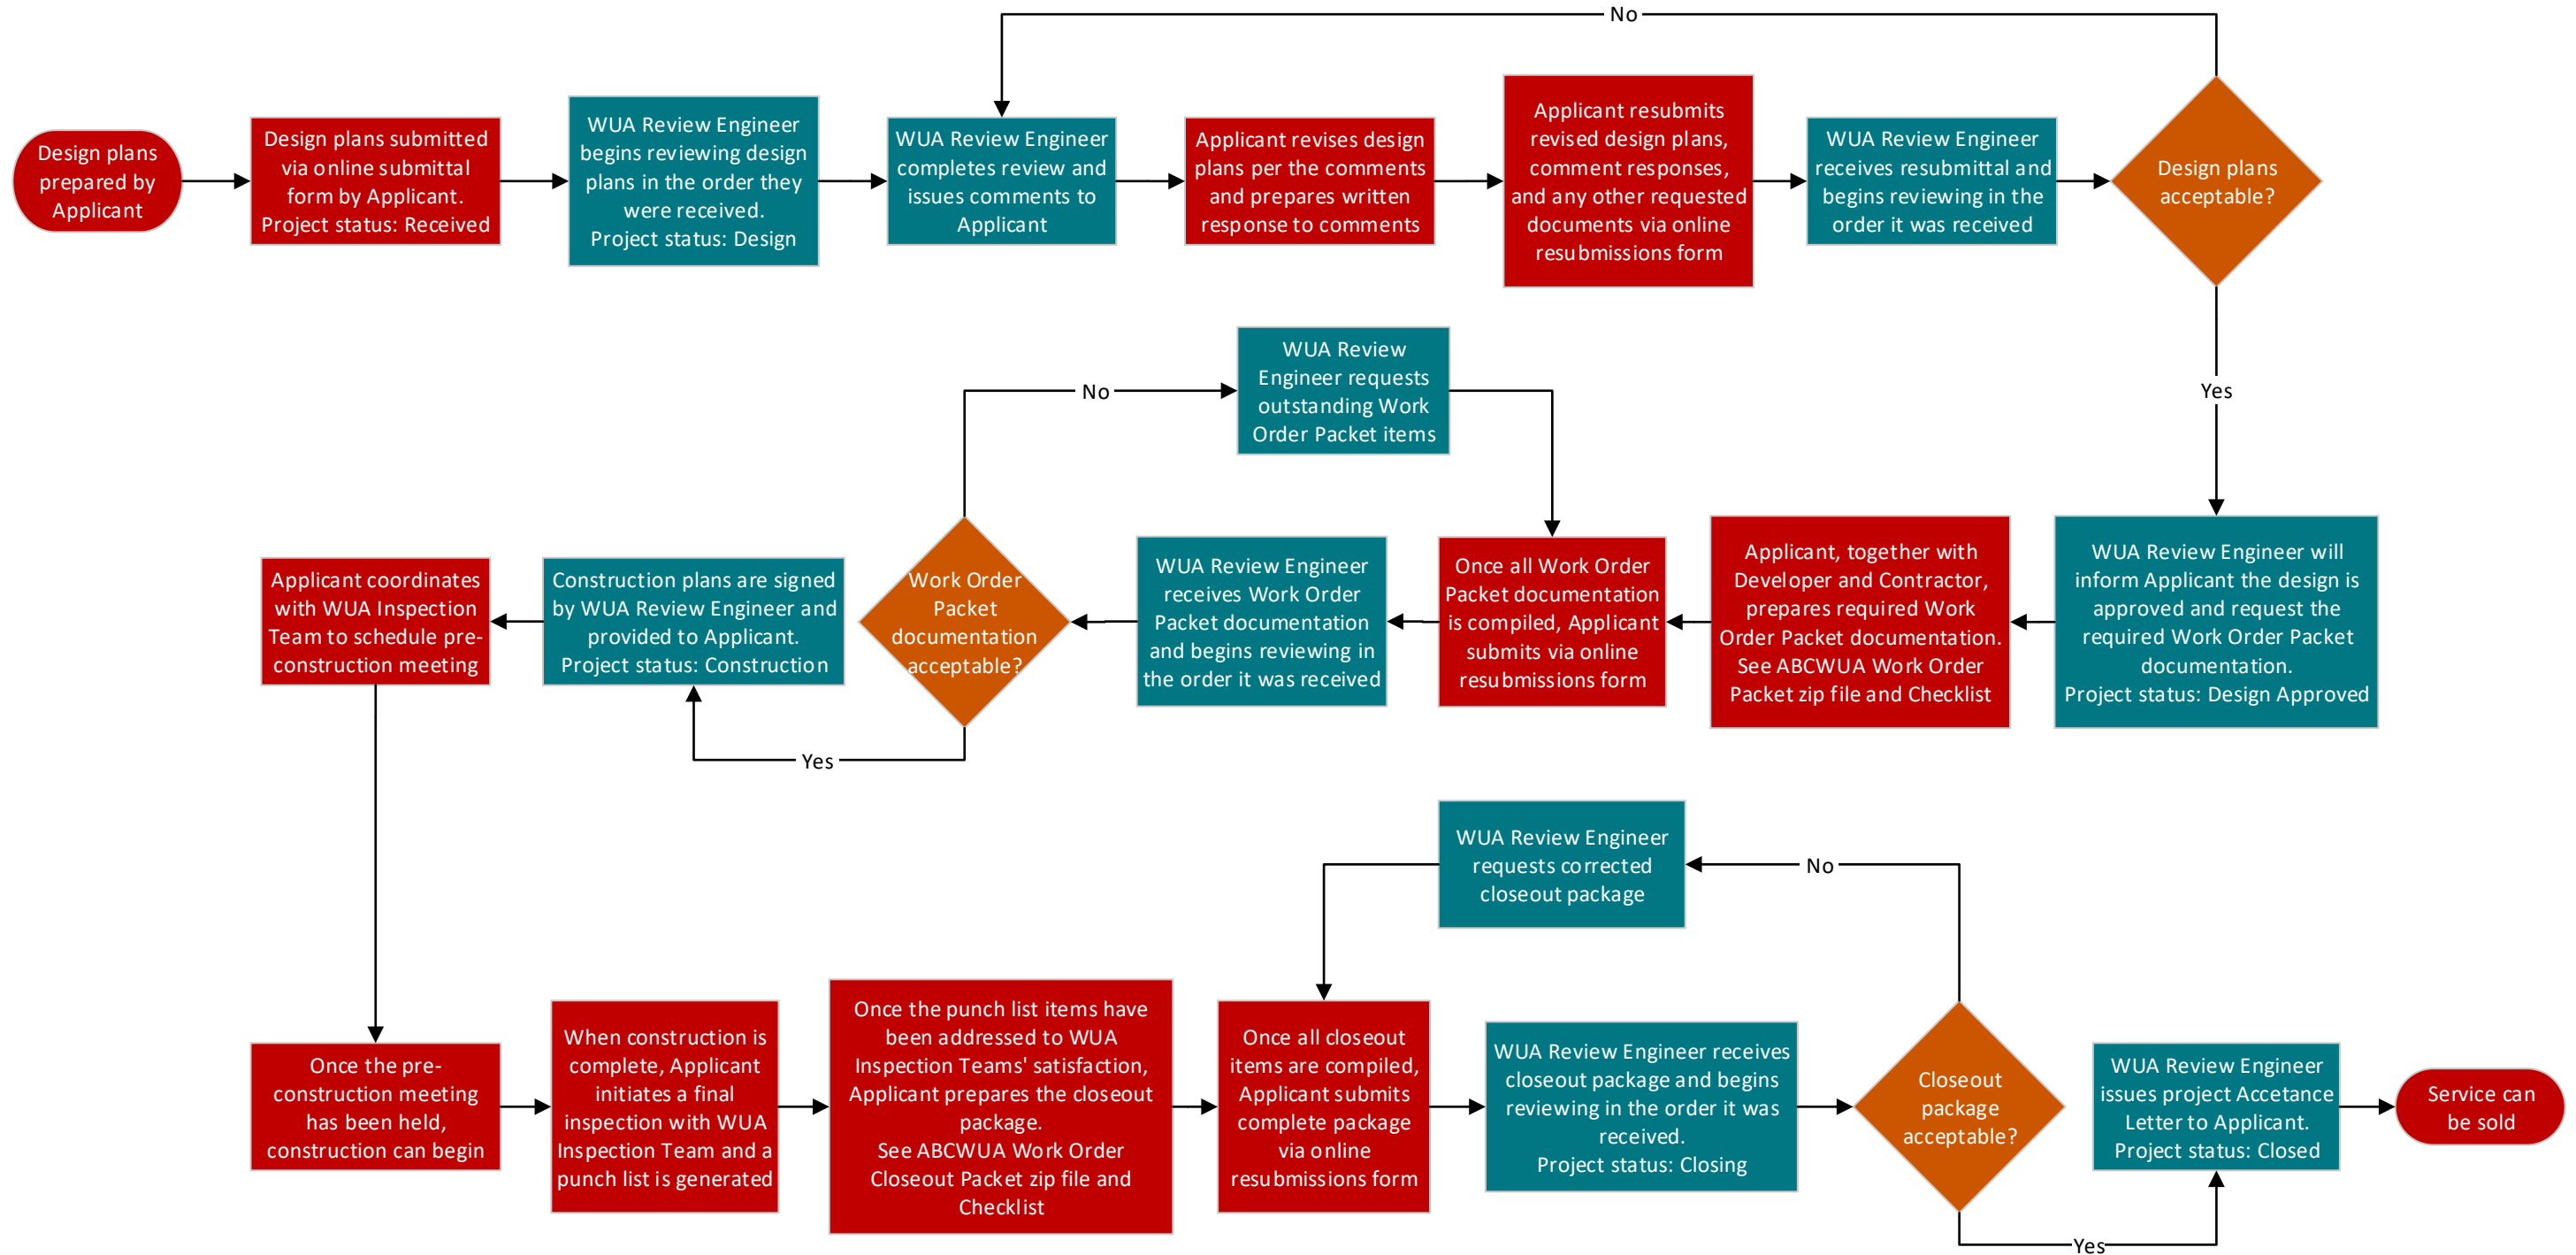 No
Design plans
prepared by
Applicant
Design plans submitted
via online submittal
form by Applicant.
Project status: Received
WUA Review Engineer
begins reviewing design
plans in the order they
were received.
Project status: Design
WUA Review Engineer
completes review and
issues comments to
Applicant
Applicant revises design
plans per the comments
and prepares written
response to comments
Applicant resubmits
revised design plans,
comment responses,
and any other requested
documents via online
resubmissions form
WUA Review Engineer
receives resubmittal and
begins reviewing in the
order it was received
Design plans
acceptable?
Yes
WUA Review Engineer will
inform Applicant the design is
approved and request the
required Work Order Packet
documentation.
Project status: Design Approved
Applicant, together with
Developer and Contractor,
prepares required Work
Order Packet documentation.
See ABCWUA Work Order
Packet zip file and Checklist
Once all Work Order
Packet documentation
is compiled, Applicant
submits via online
resubmissions form
WUA Review Engineer
receives Work Order
Packet documentation
and begins reviewing in
the order it was received
Work Order
Packet
documentation
acceptable?
No
WUA Review
Engineer requests
outstanding Work
Order Packet items
Yes
Construction plans are signed
by WUA Review Engineer and
provided to Applicant.
Project status: Construction
Applicant coordinates
with WUA Inspection
Team to schedule pre-
construction meeting
Once the pre-
construction meeting
has been held,
construction can begin
When construction is
complete, Applicant
initiates a final
inspection with WUA
Inspection Team and a
punch list is generated
Once the punch list items have
been addressed to WUA
Inspection Teams' satisfaction,
Applicant prepares the closeout
package.
See ABCWUA Work Order
Closeout Packet zip file and
Checklist
Once all closeout
items are compiled,
Applicant submits
complete package
via online
resubmissions form
WUA Review Engineer receives
closeout package and begins
reviewing in the order it was
received.
Project status: Closing
Closeout
package
acceptable?
No
WUA Review Engineer
requests corrected
closeout package
Yes
WUA Review Engineer
issues project Accetance
Letter to Applicant.
Project status: Closed
Service can
be sold